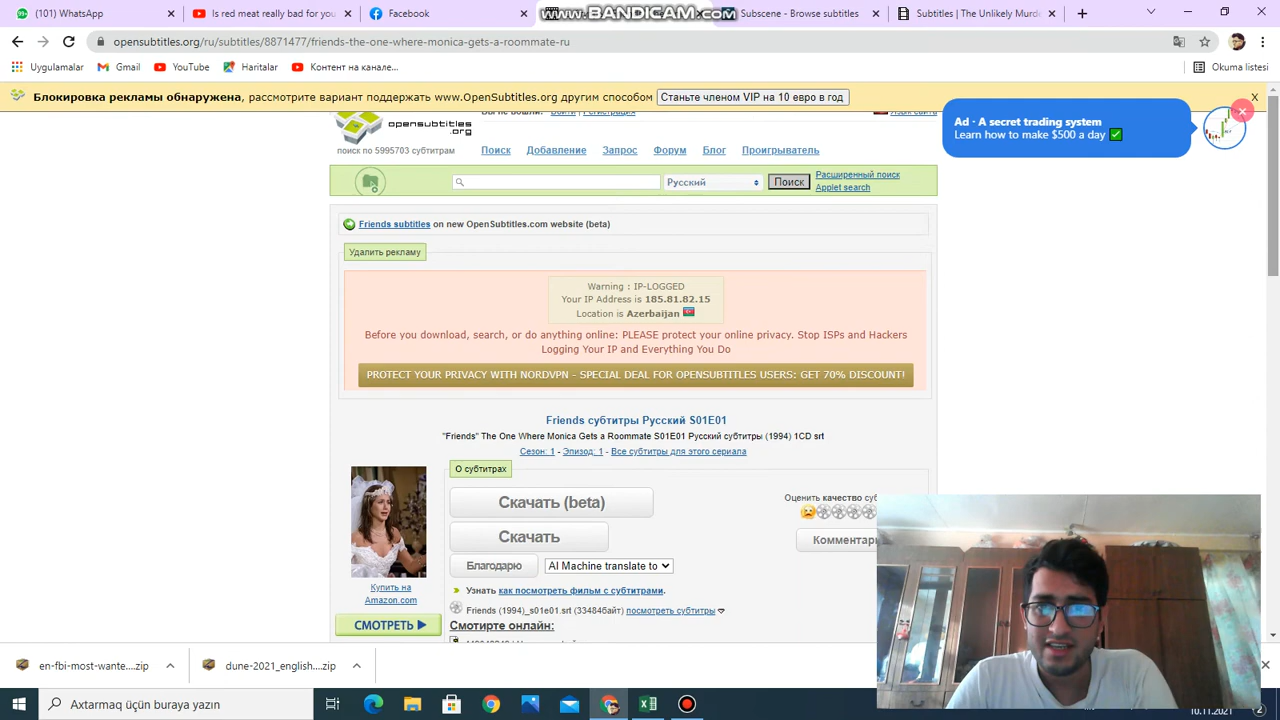 99+
(1) WhatsApp
Is red meat really bad for you
Facebook
www.BANDICAM.com
Subscene - Browse subtitles
Subtitles | The Unlikely Murd
opensubtitles.org/ru/subtitles/8871477/friends-the-one-where-monica-gets-a-roommate-ru
Uygulamalar
Gmail
YouTube
Haritalar
Контент на канале...
Okuma listesi
Блокировка рекламы обнаружена, рассмотрите вариант поддержать www.OpenSubtitles.org другим способом
Станьте членом VIP на 10 евро в год
X
Ad - A secret trading system
Learn how to make $500 a day
opensubtitles
.org
поиск по 5995703 субтитрам
Поиск
Добавление
Запрос
Форум
Блог
Проигрыватель
Русский
Поиск
Расширенный поиск
Applet search
Friends subtitles on new OpenSubtitles.com website (beta)
Удалить рекламу
Warning : IP-LOGGED
Your IP Address is 185.81.82.15
Location is Azerbaijan
Before you download, search, or do anything online: PLEASE protect your online privacy. Stop ISPs and Hackers
Logging Your IP and Everything You Do
PROTECT YOUR PRIVACY WITH NORDVPN - SPECIAL DEAL FOR OPENSUBTITLES USERS: GET 70% DISCOUNT!
Friends субтитры Русский S01E01
"Friends" The One Where Monica Gets a Roommate S01E01 Русский субтитры (1994) 1CD srt
Сезон: 1 - Эпизод: 1 - Все субтитры для этого сериала
О субтитрах
Скачать (beta)
Оценить качество суб
Скачать
Комментари
Благодарю
AI Machine translate to
Узнать как посмотреть фильм с субтитрами.
Купить на
Amazon.com
Friends (1994)_s01e01.srt (33484байт) посмотреть субтитры
СМОТРЕТЬ
Смотрите онлайн:
en-fbi-most-wante....zip
dune-2021_english....zip
Axtarmaq üçün buraya yazın
10.11.2021
2